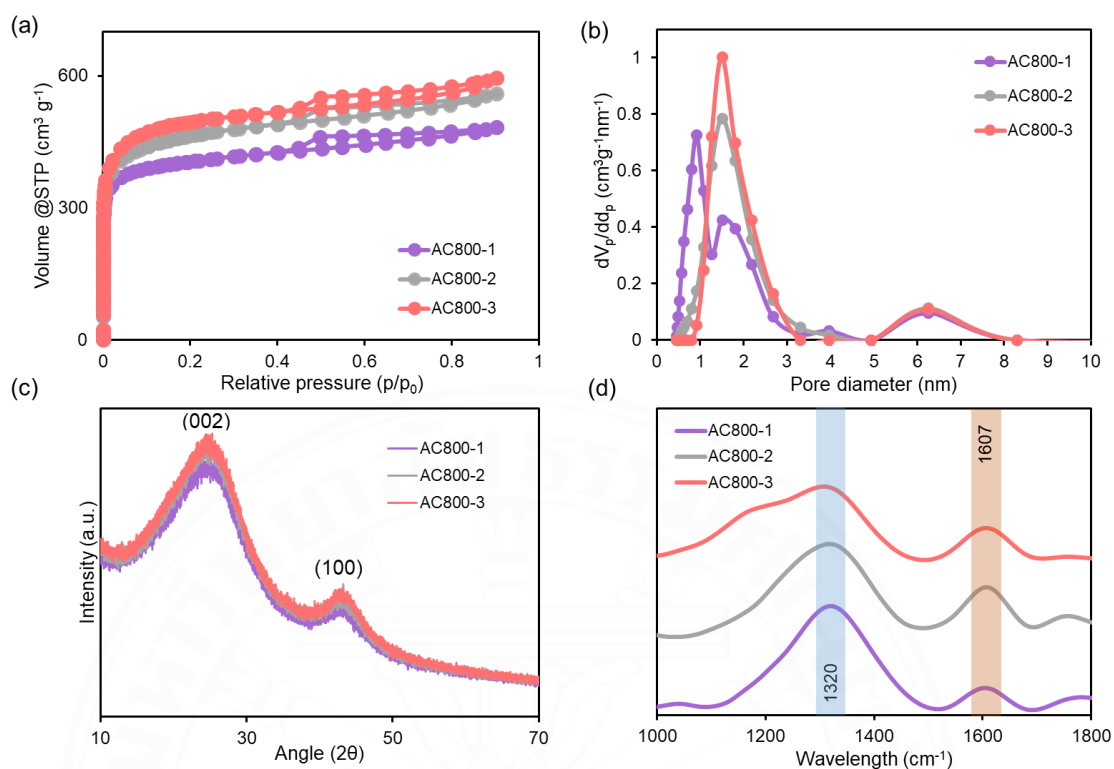 (a)
Volume @STP (cm³ g⁻¹)
600
300
0
0
0.2
0.4
0.6
0.8
1
Relative pressure (p/p₀)
AC800-1
AC800-2
AC800-3
(b)
dVₚ/ddₚ (cm³g⁻¹nm⁻¹)
1
0.8
0.6
0.4
0.2
0
0
1
2
3
4
5
6
7
8
9
10
Pore diameter (nm)
AC800-1
AC800-2
AC800-3
(c)
Intensity (a.u.)
(002)
(100)
AC800-1
AC800-2
AC800-3
10
30
50
70
Angle (2θ)
(d)
AC800-1
AC800-2
AC800-3
1320
1607
1000
1200
1400
1600
1800
Wavelength (cm⁻¹)